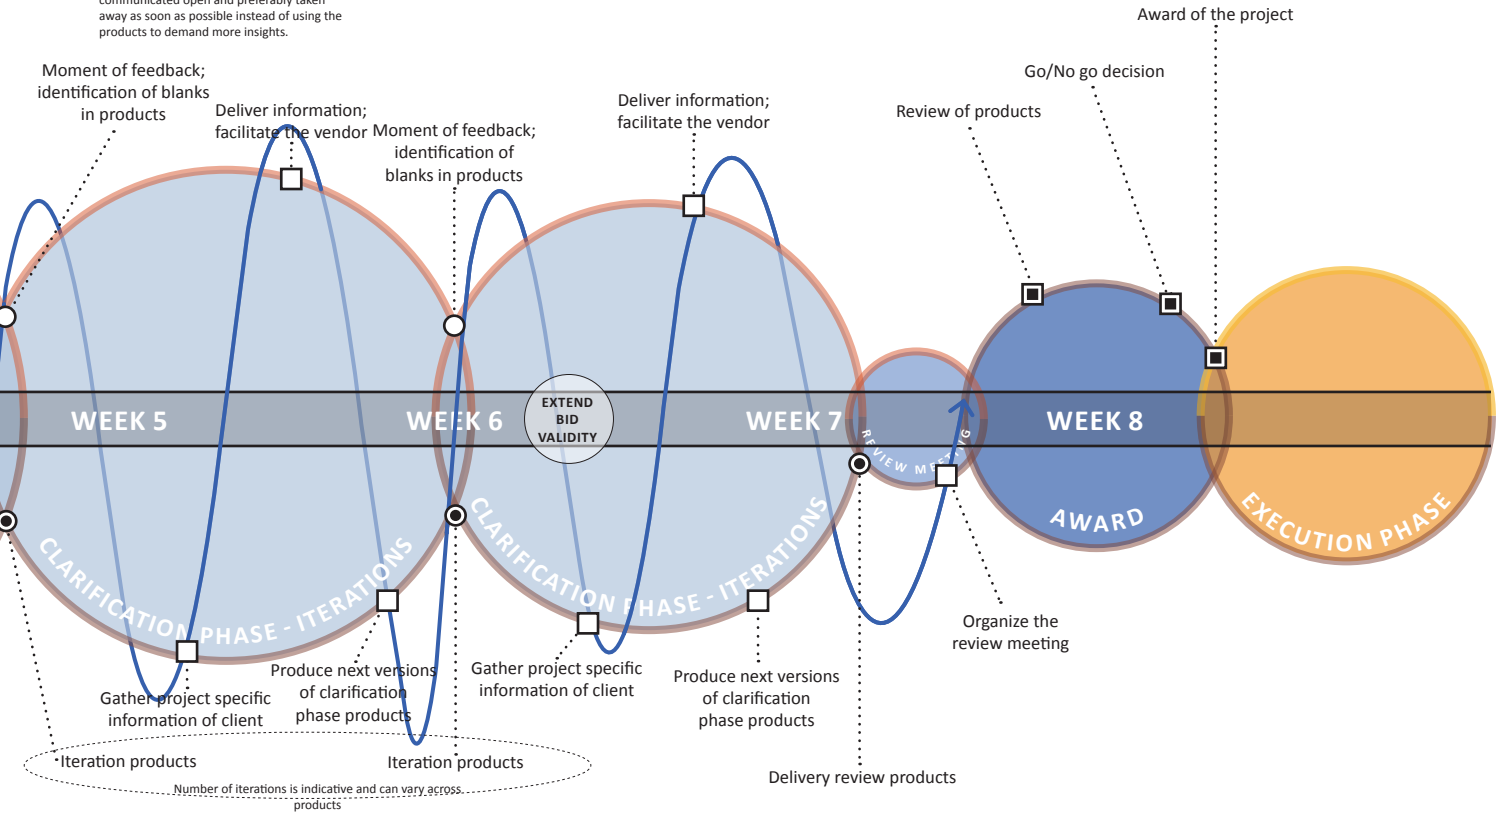 communicated open and preferably taken
away as soon as possible instead of using the
products to demand more insights.
Award of the project
Moment of feedback;
identification of blanks
in products
Deliver information;
facilitate the vendor
Moment of feedback;
identification of
blanks in products
Deliver information;
facilitate the vendor
Review of products
Go/No go decision
WEEK 5
WEEK 6
EXTEND
BID
VALIDITY
WEEK 7
REVIEW MEETING
WEEK 8
CLARIFICATION PHASE - ITERATIONS
CLARIFICATION PHASE - ITERATIONS
AWARD
EXECUTION PHASE
Gather project specific
information of client
Produce next versions
of clarification
phase products
Gather project specific
information of client
Produce next versions
of clarification
phase products
Organize the
review meeting
Iteration products
Iteration products
Delivery review products
Number of iterations is indicative and can vary across
products